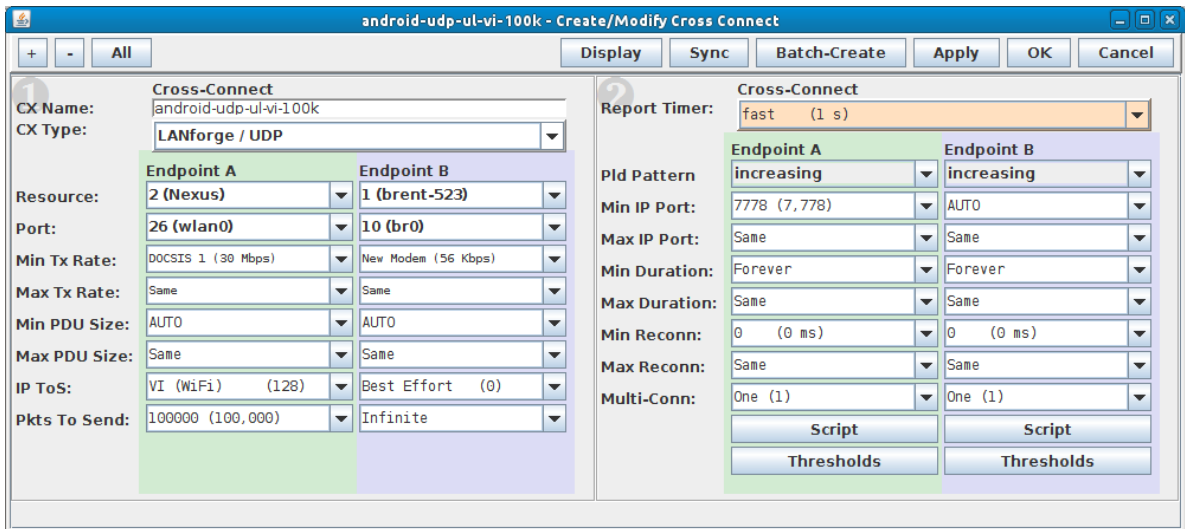 android-udp-ul-vi-100k - Create/Modify Cross Connect
+ - All Display Sync Batch-Create Apply OK Cancel
1
Cross-Connect
CX Name: android-udp-ul-vi-100k
CX Type: LANforge / UDP
Endpoint A Endpoint B
Resource: 2 (Nexus) 1 (brent-523)
Port: 26 (wlan0) 10 (br0)
Min Tx Rate: DOCSIS 1 (30 Mbps) New Modem (56 Kbps)
Max Tx Rate: Same Same
Min PDU Size: AUTO AUTO
Max PDU Size: Same Same
IP ToS: VI (WiFi) (128) Best Effort (0)
Pkts To Send: 100000 (100,000) Infinite
2
Cross-Connect
Report Timer: fast (1 s)
Endpoint A Endpoint B
Pld Pattern increasing increasing
Min IP Port: 7778 (7,778) AUTO
Max IP Port: Same Same
Min Duration: Forever Forever
Max Duration: Same Same
Min Reconn: 0 (0 ms) 0 (0 ms)
Max Reconn: Same Same
Multi-Conn: One (1) One (1)
Script Script
Thresholds Thresholds